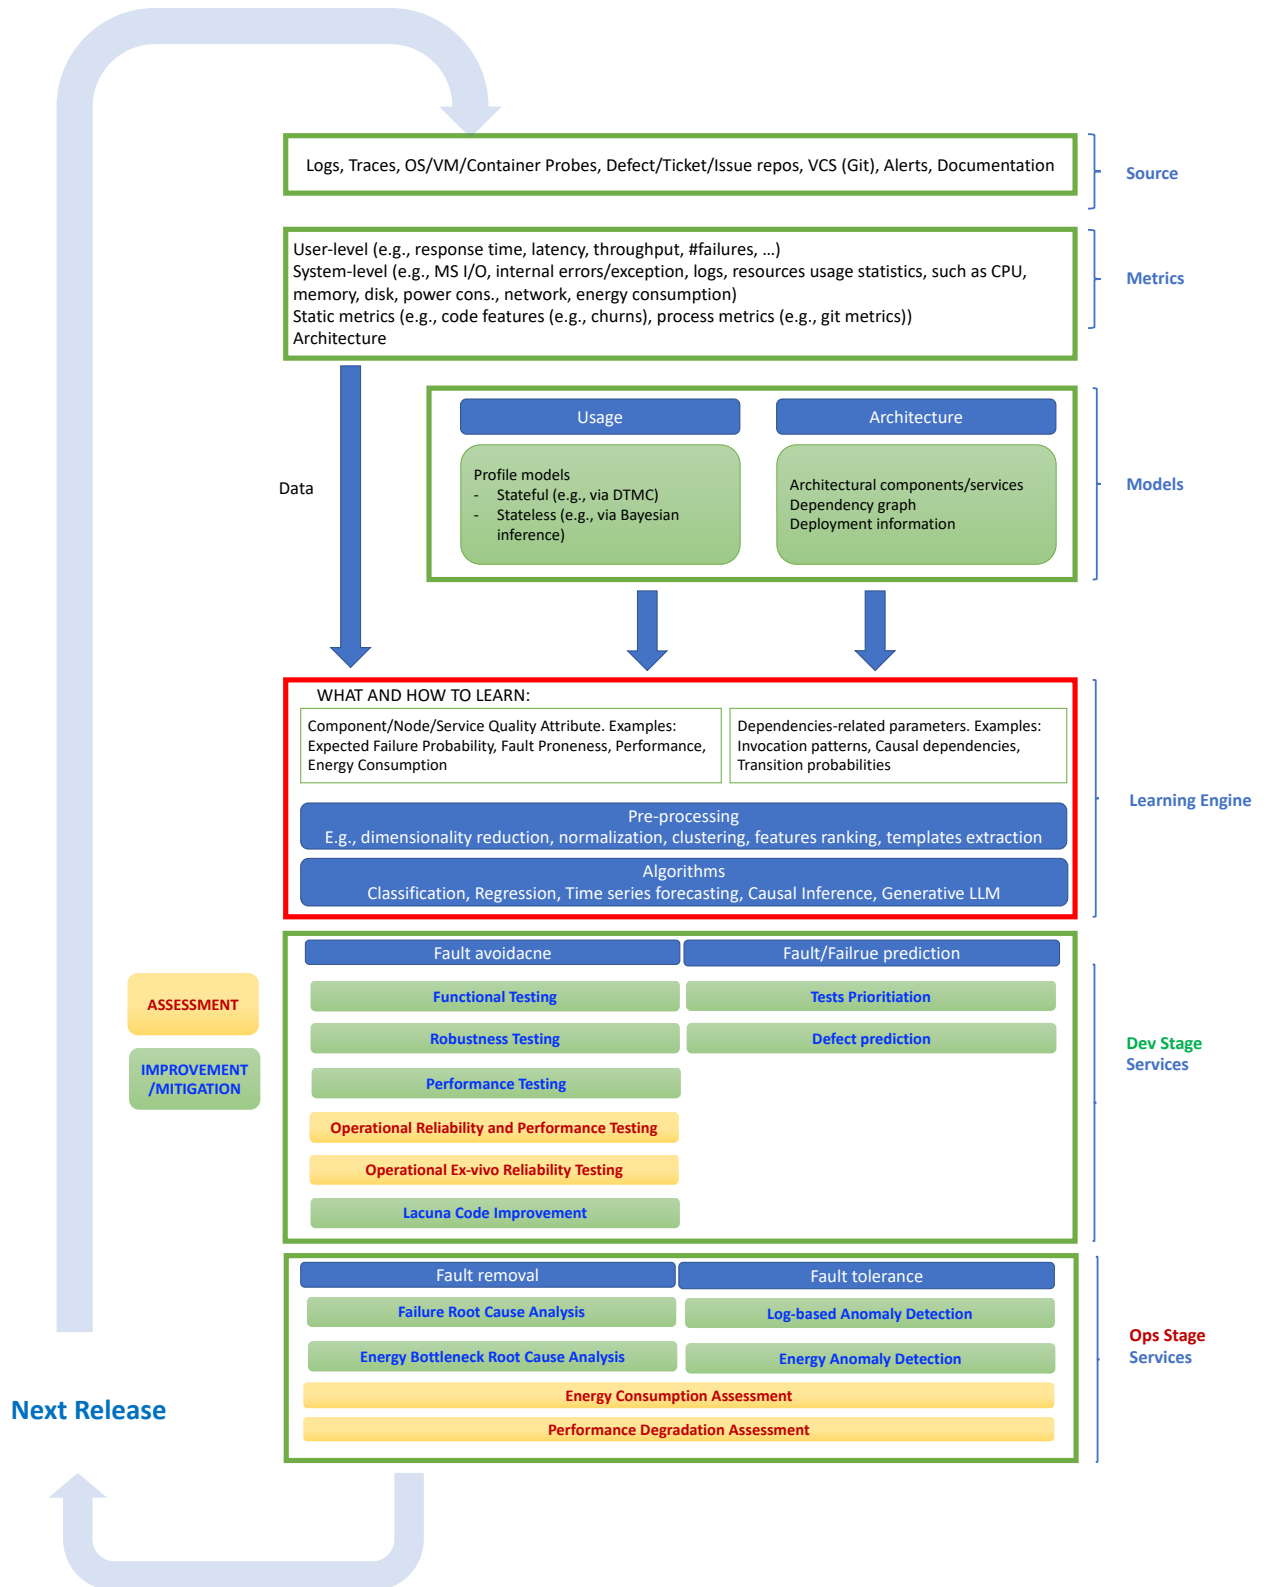 Logs, Traces, OS/VM/Container Probes, Defect/Ticket/Issue repos, VCS (Git), Alerts, Documentation
Source
User-level (e.g., response time, latency, throughput, #failures, …)
System-level (e.g., MS I/O, internal errors/exception, logs, resources usage statistics, such as CPU,
memory, disk, power cons., network, energy consumption)
Static metrics (e.g., code features (e.g., churns), process metrics (e.g., git metrics))
Architecture
Metrics
Data
Usage
Profile models
- Stateful (e.g., via DTMC)
- Stateless (e.g., via Bayesian
inference)
Architecture
Architectural components/services
Dependency graph
Deployment information
Models
WHAT AND HOW TO LEARN:
Component/Node/Service Quality Attribute. Examples:
Expected Failure Probability, Fault Proneness, Performance,
Energy Consumption
Dependencies-related parameters. Examples:
Invocation patterns, Causal dependencies,
Transition probabilities
Pre-processing
E.g., dimensionality reduction, normalization, clustering, features ranking, templates extraction
Algorithms
Classification, Regression, Time series forecasting, Causal Inference, Generative LLM
Learning Engine
ASSESSMENT
IMPROVEMENT
/MITIGATION
Fault avoidacne
Functional Testing
Robustness Testing
Performance Testing
Operational Reliability and Performance Testing
Operational Ex-vivo Reliability Testing
Lacuna Code Improvement
Fault/Failrue prediction
Tests Prioritiation
Defect prediction
Dev Stage
Services
Fault removal
Failure Root Cause Analysis
Energy Bottleneck Root Cause Analysis
Fault tolerance
Log-based Anomaly Detection
Energy Anomaly Detection
Energy Consumption Assessment
Performance Degradation Assessment
Ops Stage
Services
Next Release